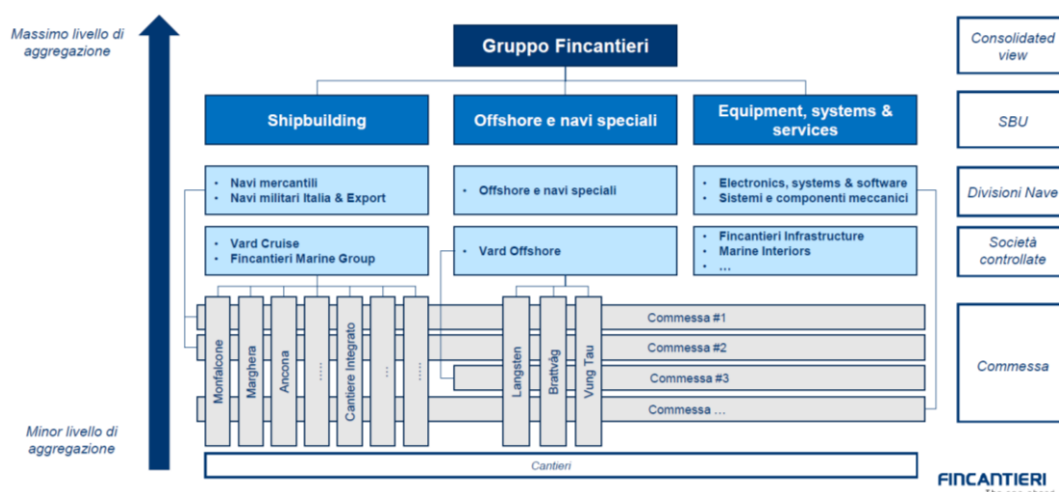 Massimo livello di
aggregazione
Gruppo Fincantieri
Consolidated
view
Shipbuilding
Offshore e navi speciali
Equipment, systems &
services
SBU
• Navi mercantili
• Navi militari Italia & Export
• Offshore e navi speciali
• Electronics, systems & software
• Sistemi e componenti meccanici
Divisioni Nave
• Vard Cruise
• Fincantieri Marine Group
• Vard Offshore
• Fincantieri Infrastructure
• Marine Interiors
• ...
Società
controllate
Monfalcone
Marghera
Ancona
.....
Cantiere Integrato
...
.....
Langsten
Brattvåg
Vung Tau
Commessa #1
Commessa #2
Commessa #3
Commessa ...
Commessa
Minor livello di
aggregazione
Cantieri
FINCANTIERI